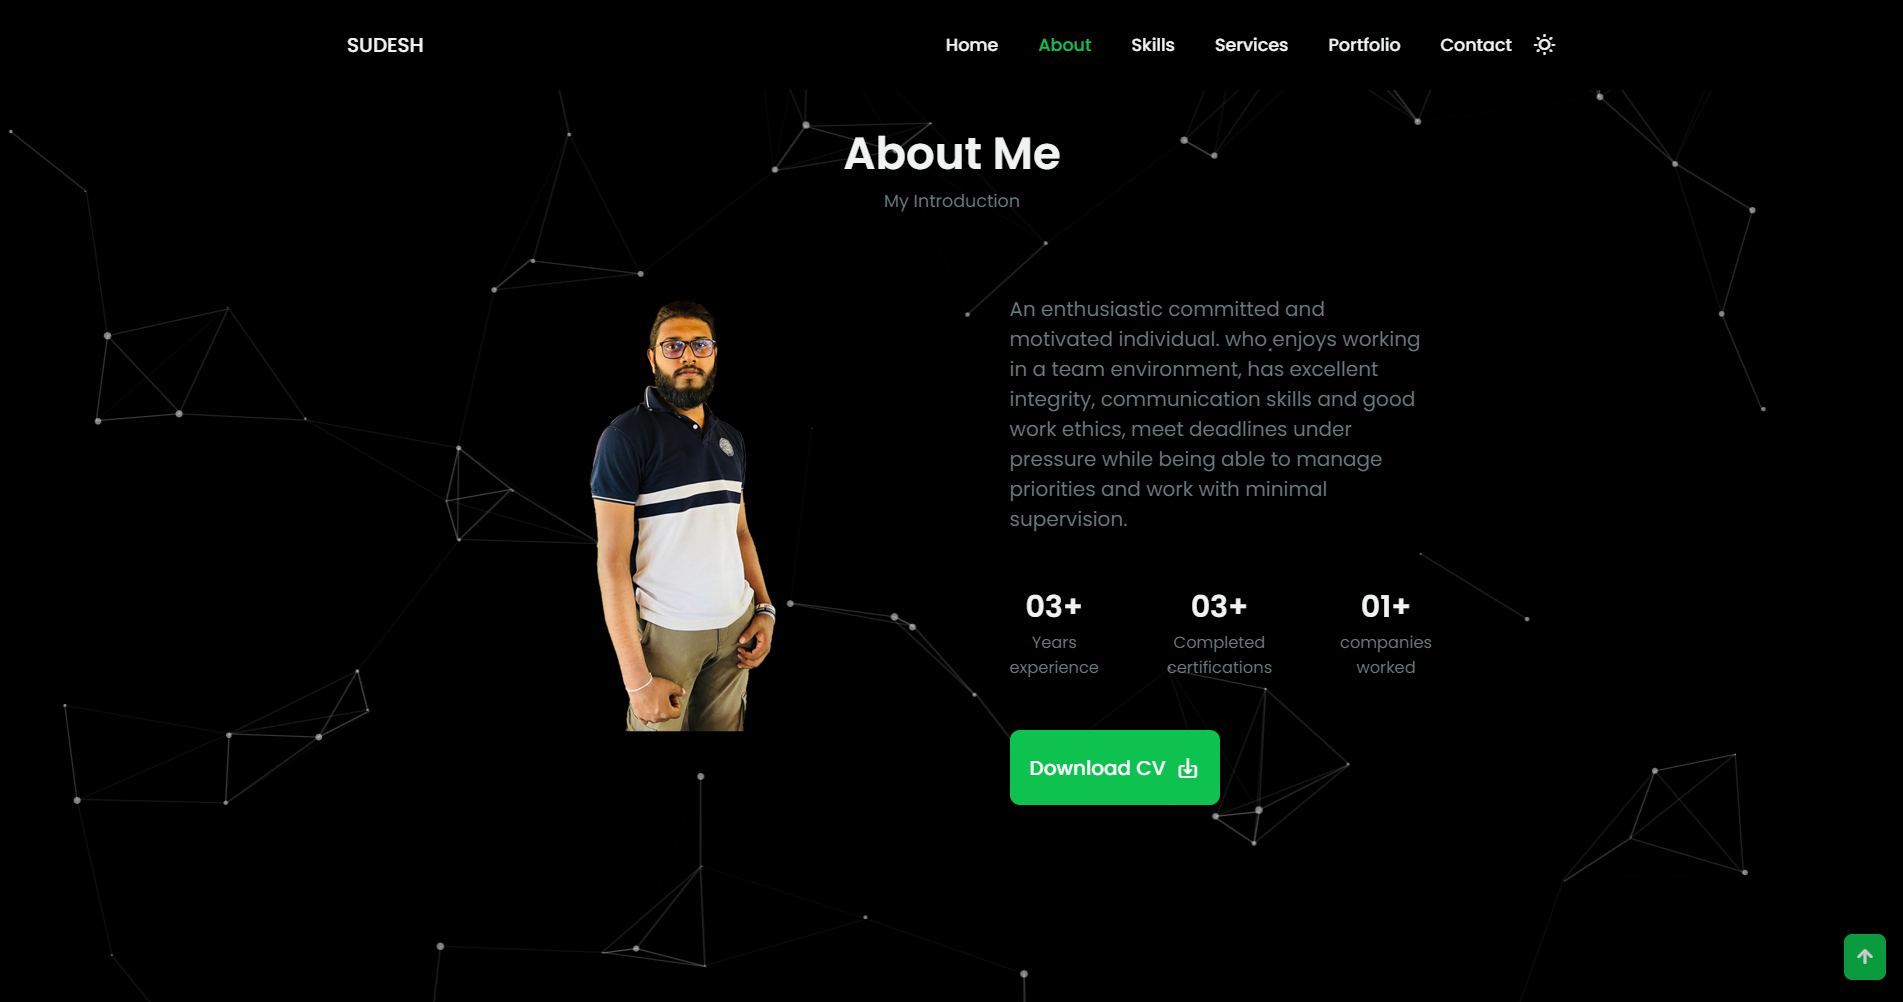 SUDESH
Home About Skills Services Portfolio Contact
About Me
My Introduction
An enthusiastic committed and
motivated individual. who enjoys working
in a team environment, has excellent
integrity, communication skills and good
work ethics, meet deadlines under
pressure while being able to manage
priorities and work with minimal
supervision.
03+ 03+ 01+
Years Completed companies
experience certifications worked
Download CV